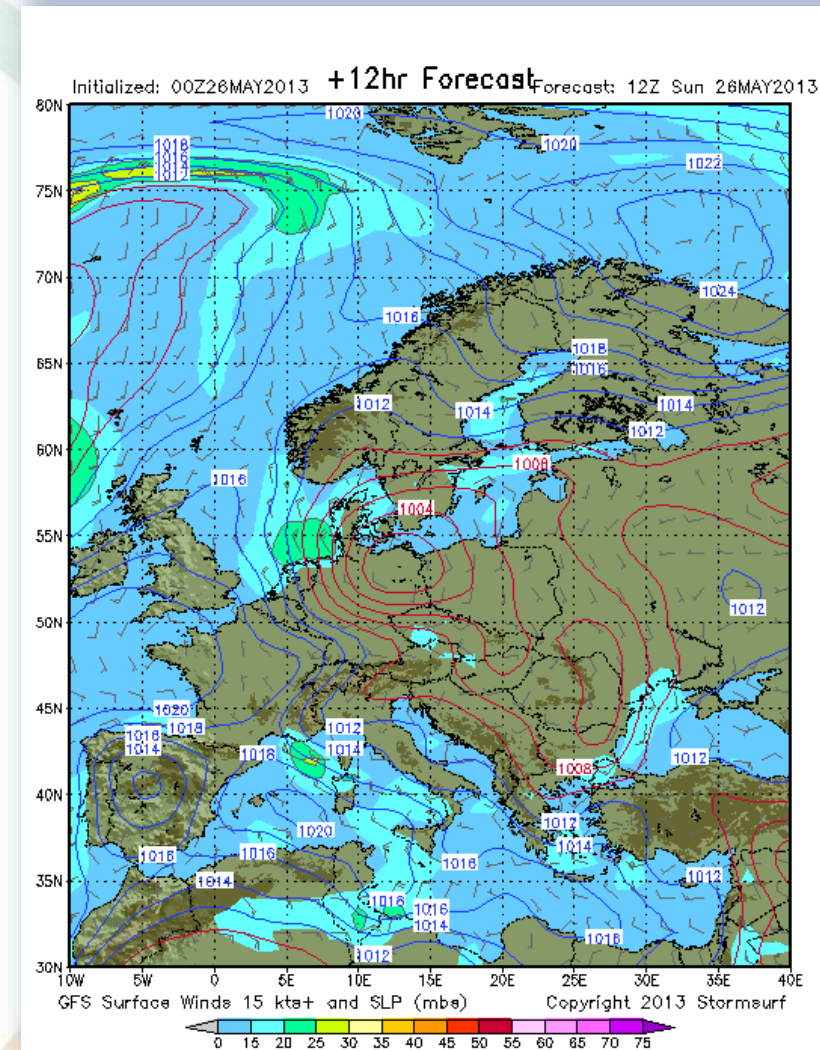 +12hr Forecast
Initialized: 00Z26MAY2013 Forecast: 12Z Sun 26MAY2013
80N
1020
1018
1016
1014
1012
1020
1022
75N
70N
1024
1016
65N
1018
1016
1012
1014
1014
1012
60N
1008
1016
1004
55N
1012
50N
1020
45N
1018
1016
1014
1012
1018
1014
1012
1008
40N
1020
1012
1014
1016
1016
1016
1012
35N
1014
1016
1016
1014
1016
1012
30N
10W 5W 0 5E 10E 15E 20E 25E 30E 35E 40E
GFS Surface Winds 15 kts+ and SLP (mbs) Copyright 2013 Stormsurf
0 15 20 25 30 35 40 45 50 55 60 65 70 75